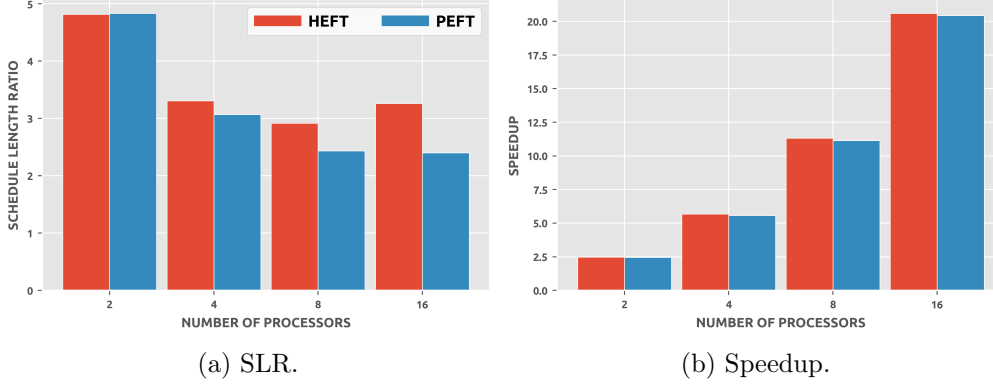 5
4
3
2
1
0
SCHEDULE LENGTH RATIO
HEFT PEFT
2 4 8 16
NUMBER OF PROCESSORS
(a) SLR.
20.0
17.5
15.0
12.5
10.0
7.5
5.0
2.5
0.0
SPEEDUP
2 4 8 16
NUMBER OF PROCESSORS
(b) Speedup.